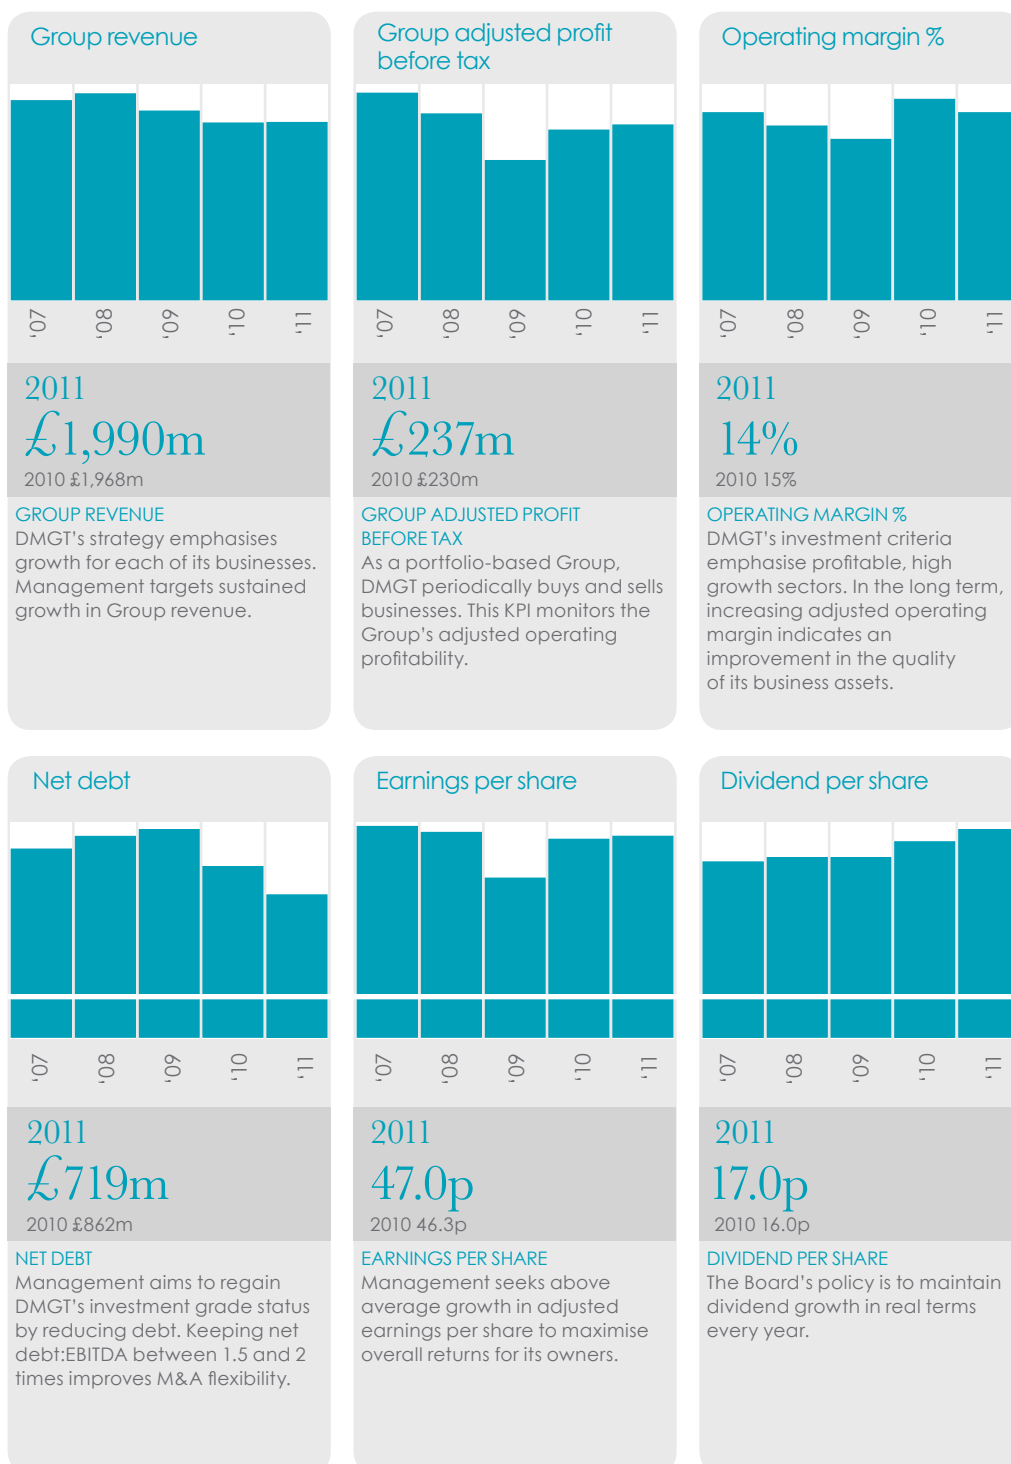 Group revenue
'07
'08
'09
'10
'11
2011
£1,990m
2010 £1,968m
GROUP REVENUE
DMGT's strategy emphasises
growth for each of its businesses.
Management targets sustained
growth in Group revenue.
Group adjusted profit
before tax
'07
'08
'09
'10
'11
2011
£237m
2010 £230m
GROUP ADJUSTED PROFIT
BEFORE TAX
As a portfolio-based Group,
DMGT periodically buys and sells
businesses. This KPI monitors the
Group's adjusted operating
profitability.
Operating margin %
'07
'08
'09
'10
'11
2011
14%
2010 15%
OPERATING MARGIN %
DMGT's investment criteria
emphasise profitable, high
growth sectors. In the long term,
increasing adjusted operating
margin indicates an
improvement in the quality
of its business assets.
Net debt
'07
'08
'09
'10
'11
2011
£719m
2010 £862m
NET DEBT
Management aims to regain
DMGT's investment grade status
by reducing debt. Keeping net
debt:EBITDA between 1.5 and 2
times improves M&A flexibility.
Earnings per share
'07
'08
'09
'10
'11
2011
47.0p
2010 46.3p
EARNINGS PER SHARE
Management seeks above
average growth in adjusted
earnings per share to maximise
overall returns for its owners.
Dividend per share
'07
'08
'09
'10
'11
2011
17.0p
2010 16.0p
DIVIDEND PER SHARE
The Board's policy is to maintain
dividend growth in real terms
every year.